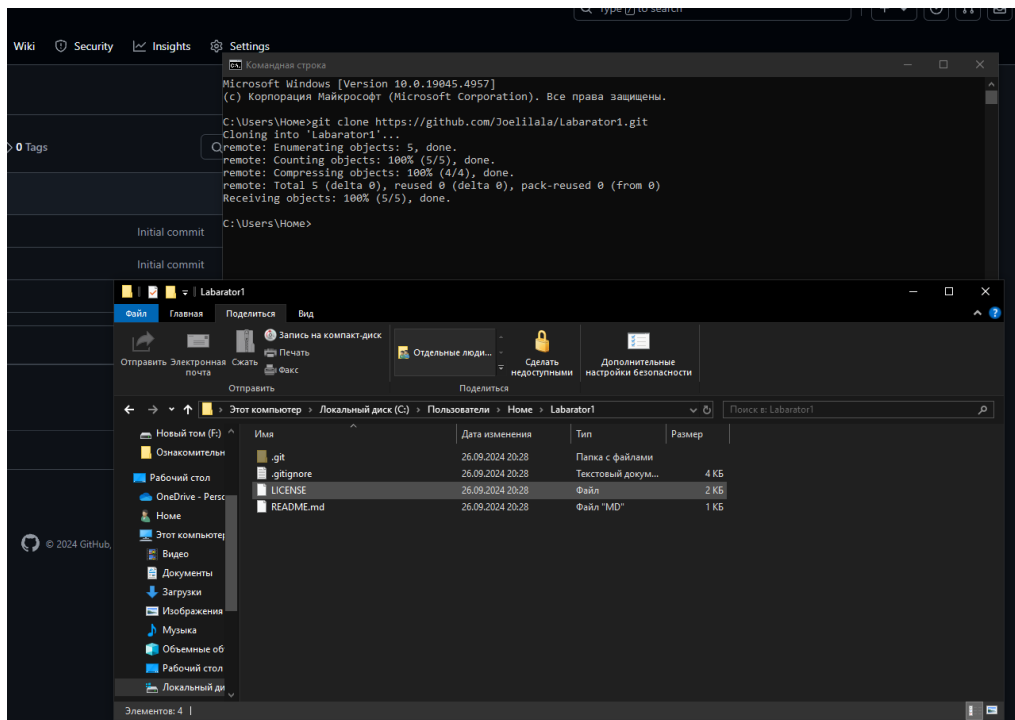 Type / to search
Wiki Security Insights Settings
Командная строка
Microsoft Windows [Version 10.0.19045.4957]
(c) Корпорация Майкрософт (Microsoft Corporation). Все права защищены.
C:\Users\Home>git clone https://github.com/Joelilala/Labarator1.git
Cloning into 'Labarator1'...
remote: Enumerating objects: 5, done.
remote: Counting objects: 100% (5/5), done.
remote: Compressing objects: 100% (4/4), done.
remote: Total 5 (delta 0), reused 0 (delta 0), pack-reused 0 (from 0)
Receiving objects: 100% (5/5), done.
C:\Users\Home>
0 Tags
Initial commit
Initial commit
Labarator1
Файл Главная Поделиться Вид
Отправить
Электронная почта
Сжать
Запись на компакт-диск
Печать
Факс
Отдельные люди...
Сделать недоступными
Дополнительные настройки безопасности
Отправить Поделиться
Этот компьютер > Локальный диск (C:) > Пользователи > Home > Labarator1
Поиск в: Labarator1
Имя Дата изменения Тип Размер
.git 26.09.2024 20:28 Папка с файлами
.gitignore 26.09.2024 20:28 Текстовый докум... 4 КБ
LICENSE 26.09.2024 20:28 Файл 2 КБ
README.md 26.09.2024 20:28 Файл "MD" 1 КБ
Новый том (F:)
Ознакомительн
Рабочий стол
OneDrive - Perso
Home
Этот компьютер
Видео
Документы
Загрузки
Изображения
Музыка
Объемные об
Рабочий стол
Локальный ди
Элементов: 4
© 2024 GitHub,